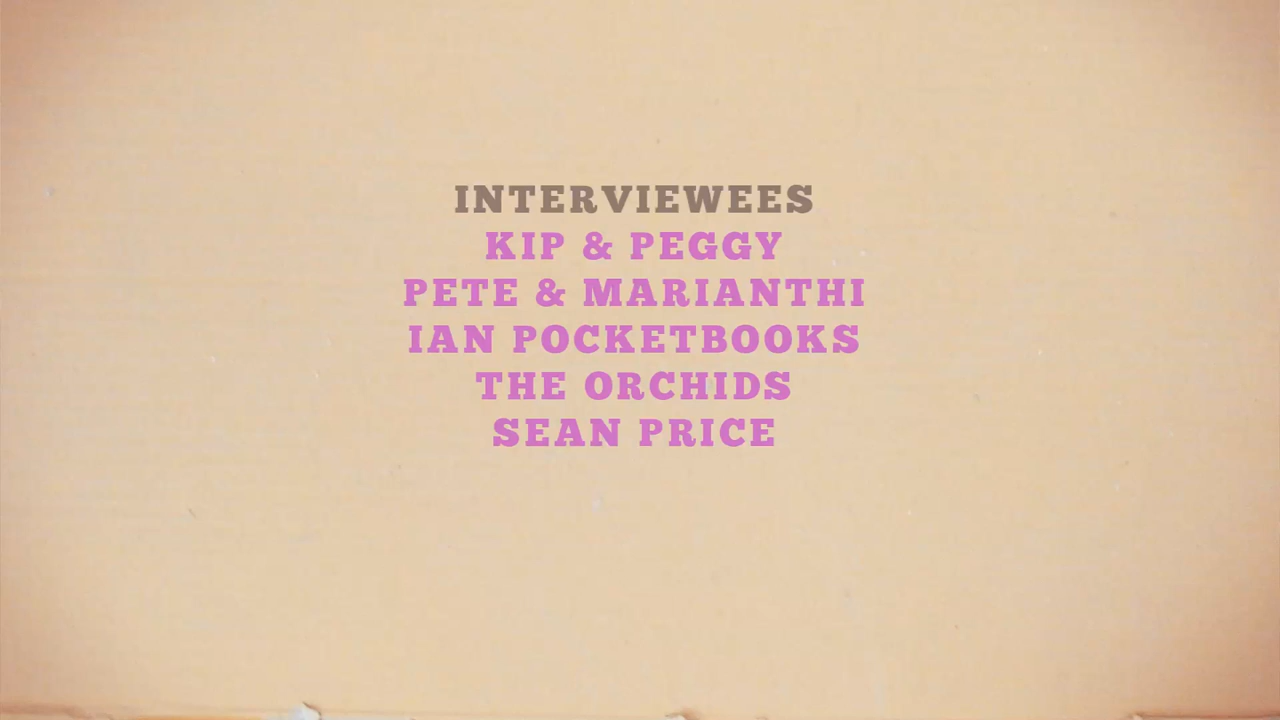 INTERVIEWEES
KIP & PEGGY
PETE & MARIANTHI
IAN POCKETBOOKS
THE ORCHIDS
SEAN PRICE